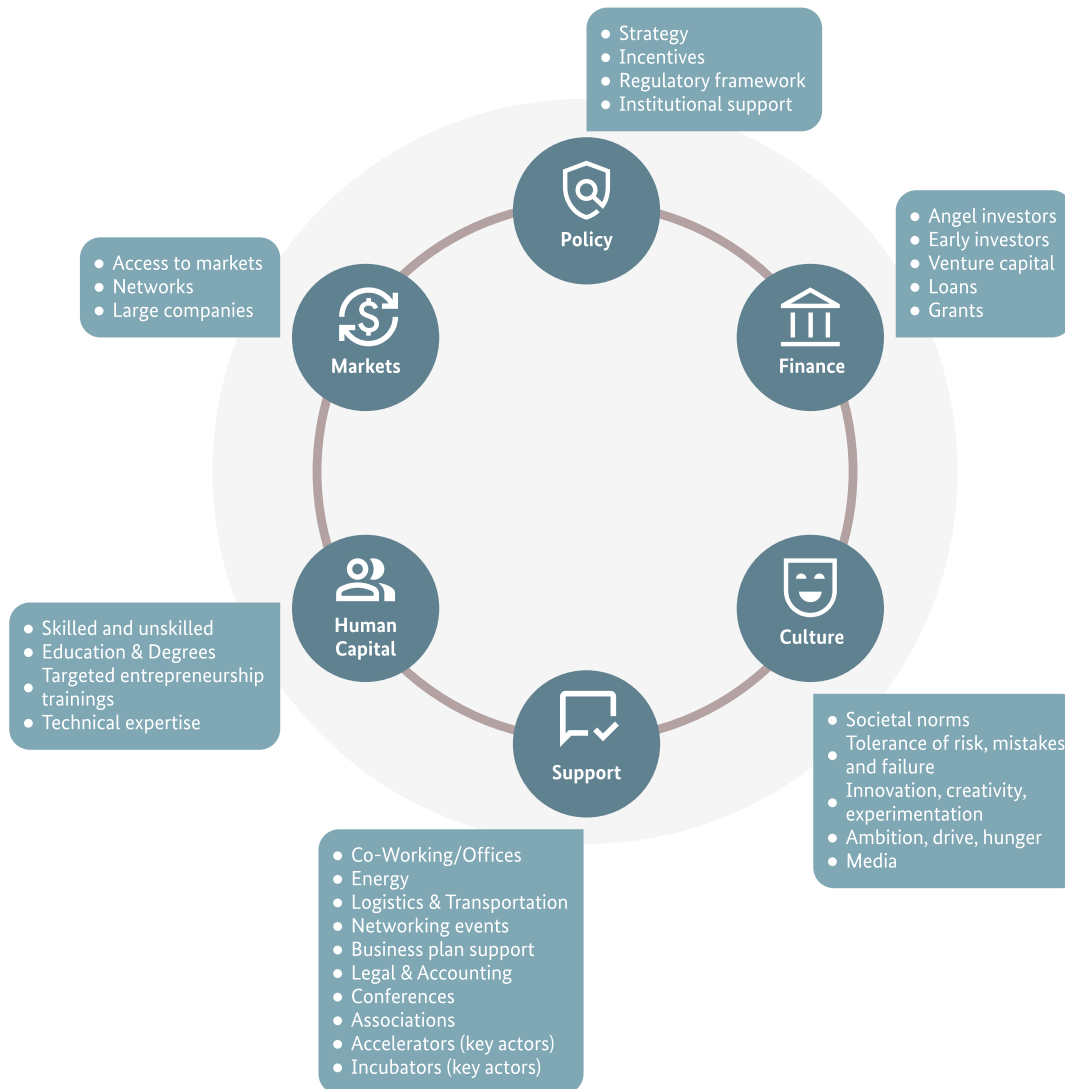 • Strategy
• Incentives
• Regulatory framework
• Institutional support
Policy
• Angel investors
• Early investors
• Venture capital
• Loans
• Grants
Finance
• Access to markets
• Networks
• Large companies
Markets
Human
Capital
• Skilled and unskilled
• Education & Degrees
• Targeted entrepreneurship
trainings
• Technical expertise
Culture
• Societal norms
• Tolerance of risk, mistakes
and failure
• Innovation, creativity,
experimentation
• Ambition, drive, hunger
• Media
Support
• Co-Working/Offices
• Energy
• Logistics & Transportation
• Networking events
• Business plan support
• Legal & Accounting
• Conferences
• Associations
• Accelerators (key actors)
• Incubators (key actors)